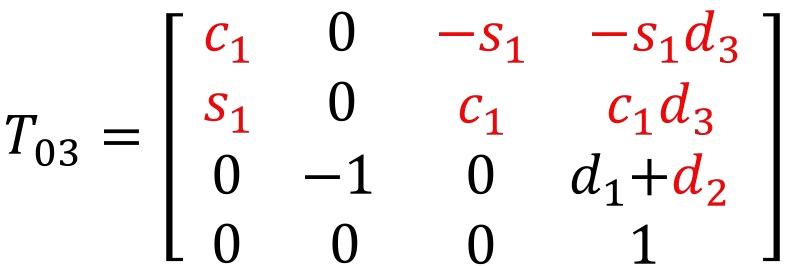 c₁ 0 −s₁ −s₁d₃
s₁ 0 c₁ c₁d₃
T₀₃ =
0 −1 0 d₁+d₂
0 0 0 1